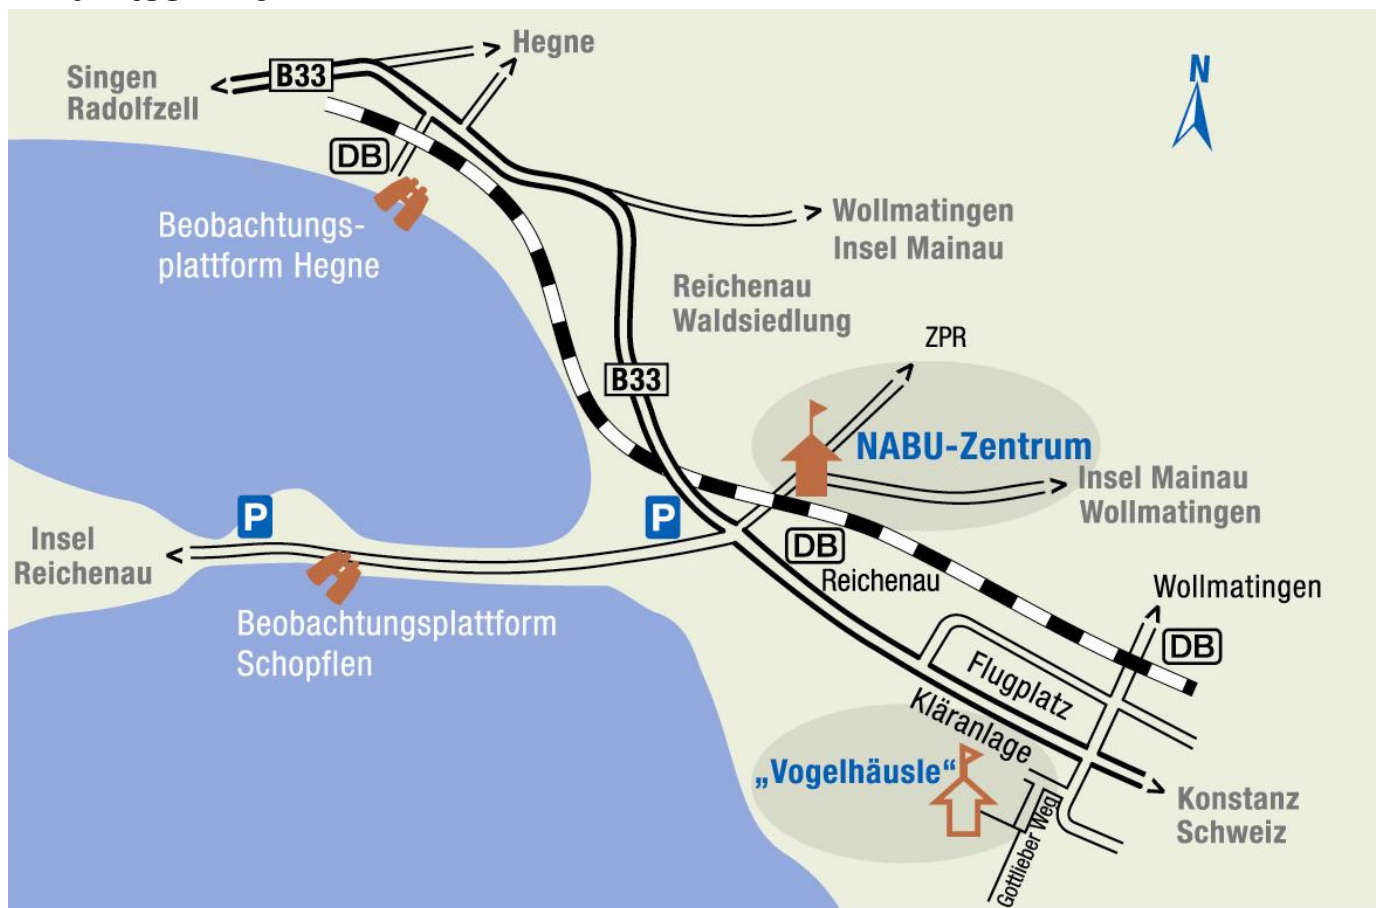 Hegne
N
Singen
Radolfzell
B33
DB
Beobachtungs-
plattform Hegne
Wollmatingen
Insel Mainau
Reichenau
Waldsiedlung
ZPR
B33
NABU-Zentrum
Insel Mainau
Wollmatingen
P
P
Insel
Reichenau
DB
Reichenau
Wollmatingen
Beobachtungsplattform
Schopflen
DB
Flugplatz
Kläranlage
„Vogelhäusle“
Konstanz
Schweiz
Gottlieber Weg